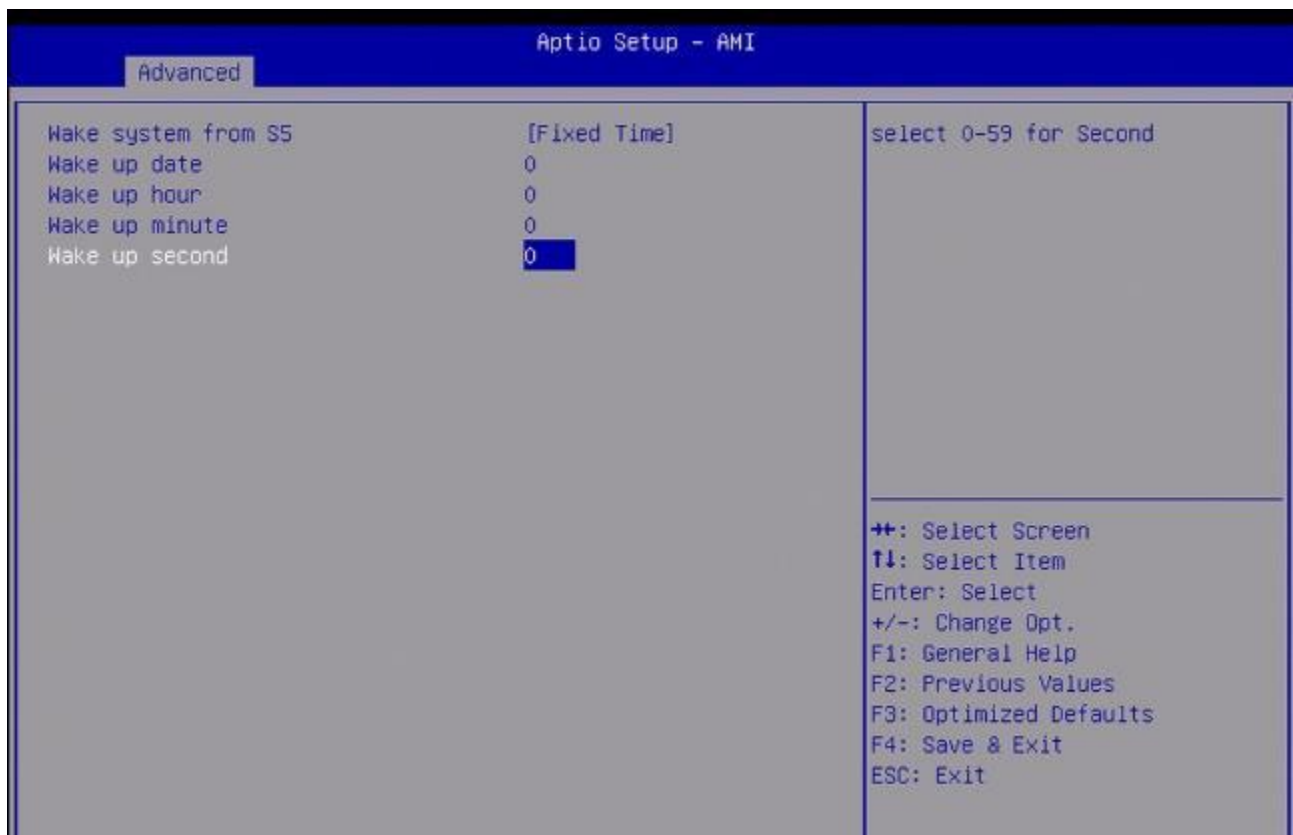 Aptio Setup – AMI
Advanced
Wake system from S5 [Fixed Time]
Wake up date 0
Wake up hour 0
Wake up minute 0
Wake up second 0
select 0-59 for Second
→←: Select Screen
↑↓: Select Item
Enter: Select
+/-: Change Opt.
F1: General Help
F2: Previous Values
F3: Optimized Defaults
F4: Save & Exit
ESC: Exit